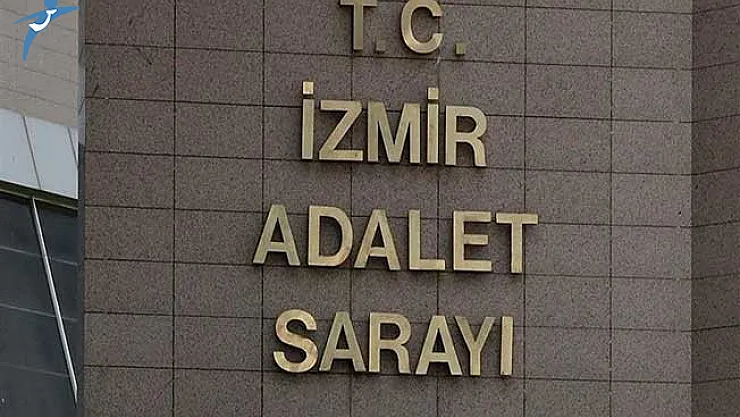 T.C.
İZMİR
ADALET
SARAYI